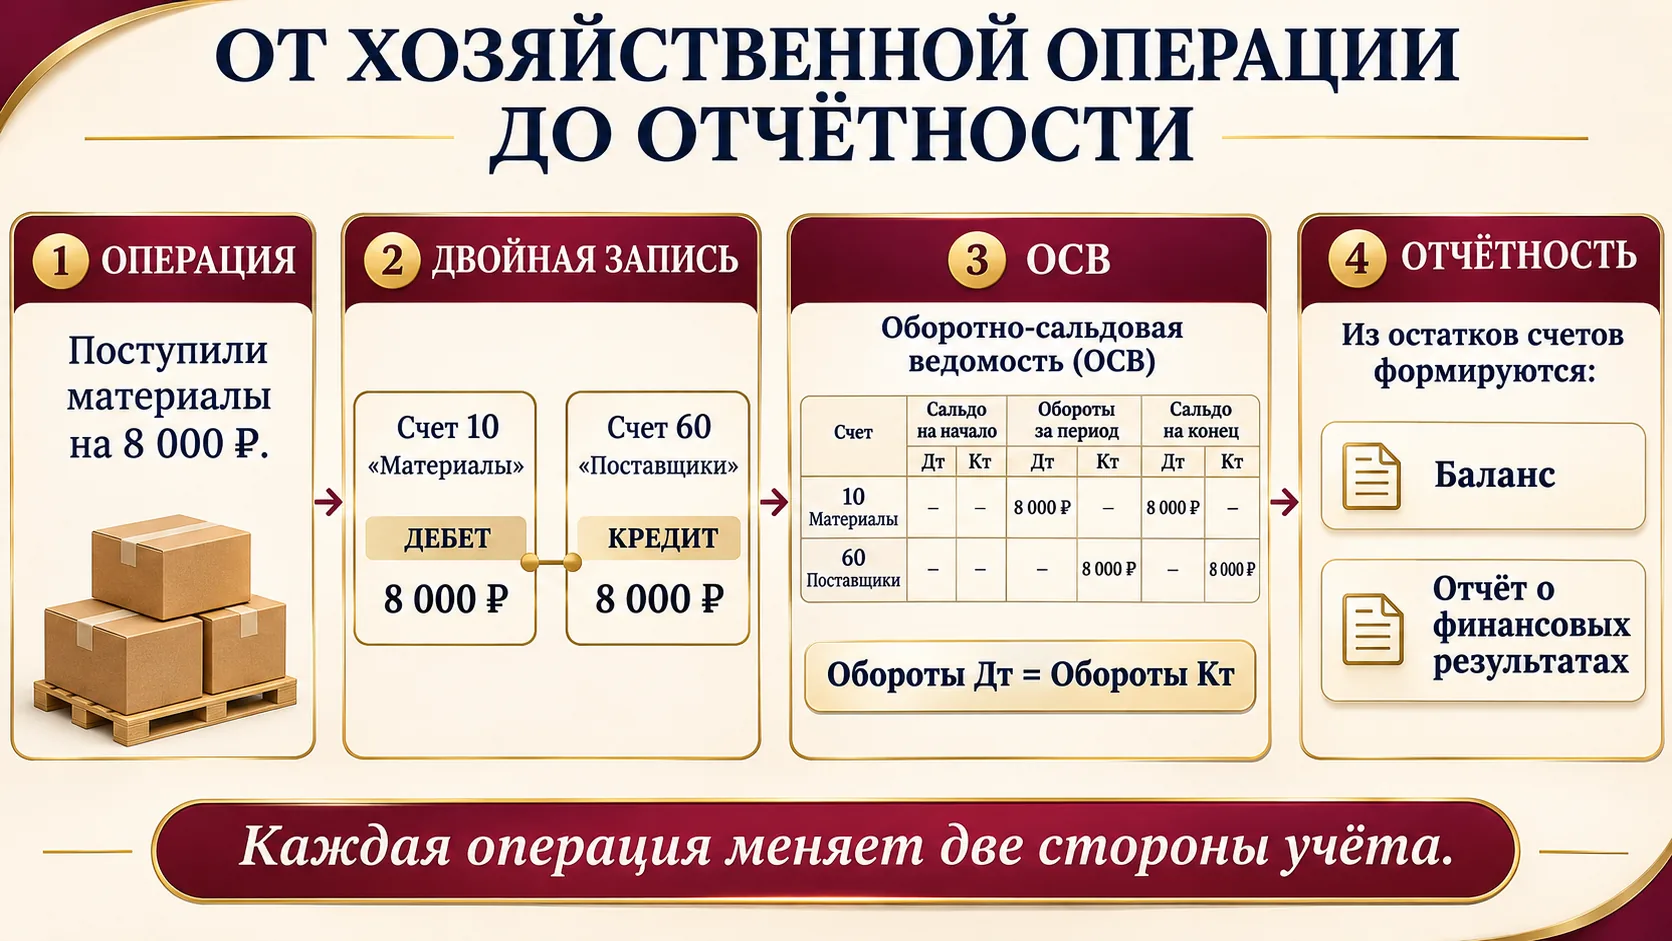 ОТ ХОЗЯЙСТВЕННОЙ ОПЕРАЦИИ
ДО ОТЧЁТНОСТИ
1 ОПЕРАЦИЯ
Поступили
материалы
на 8 000 ₽.
2 ДВОЙНАЯ ЗАПИСЬ
Счет 10
«Материалы»
ДЕБЕТ
8 000 ₽
Счет 60
«Поставщики»
КРЕДИТ
8 000 ₽
3 ОСВ
Оборотно-сальдовая
ведомость (ОСВ)
Счет
Сальдо
на начало
Обороты
за период
Сальдо
на конец
Дт Кт Дт Кт Дт Кт
10
Материалы
– – 8 000 ₽ – 8 000 ₽ –
60
Поставщики
– – – 8 000 ₽ – 8 000 ₽
Обороты Дт = Обороты Кт
4 ОТЧЁТНОСТЬ
Из остатков счетов
формируются:
Баланс
Отчёт о
финансовых
результатах
Каждая операция меняет две стороны учёта.